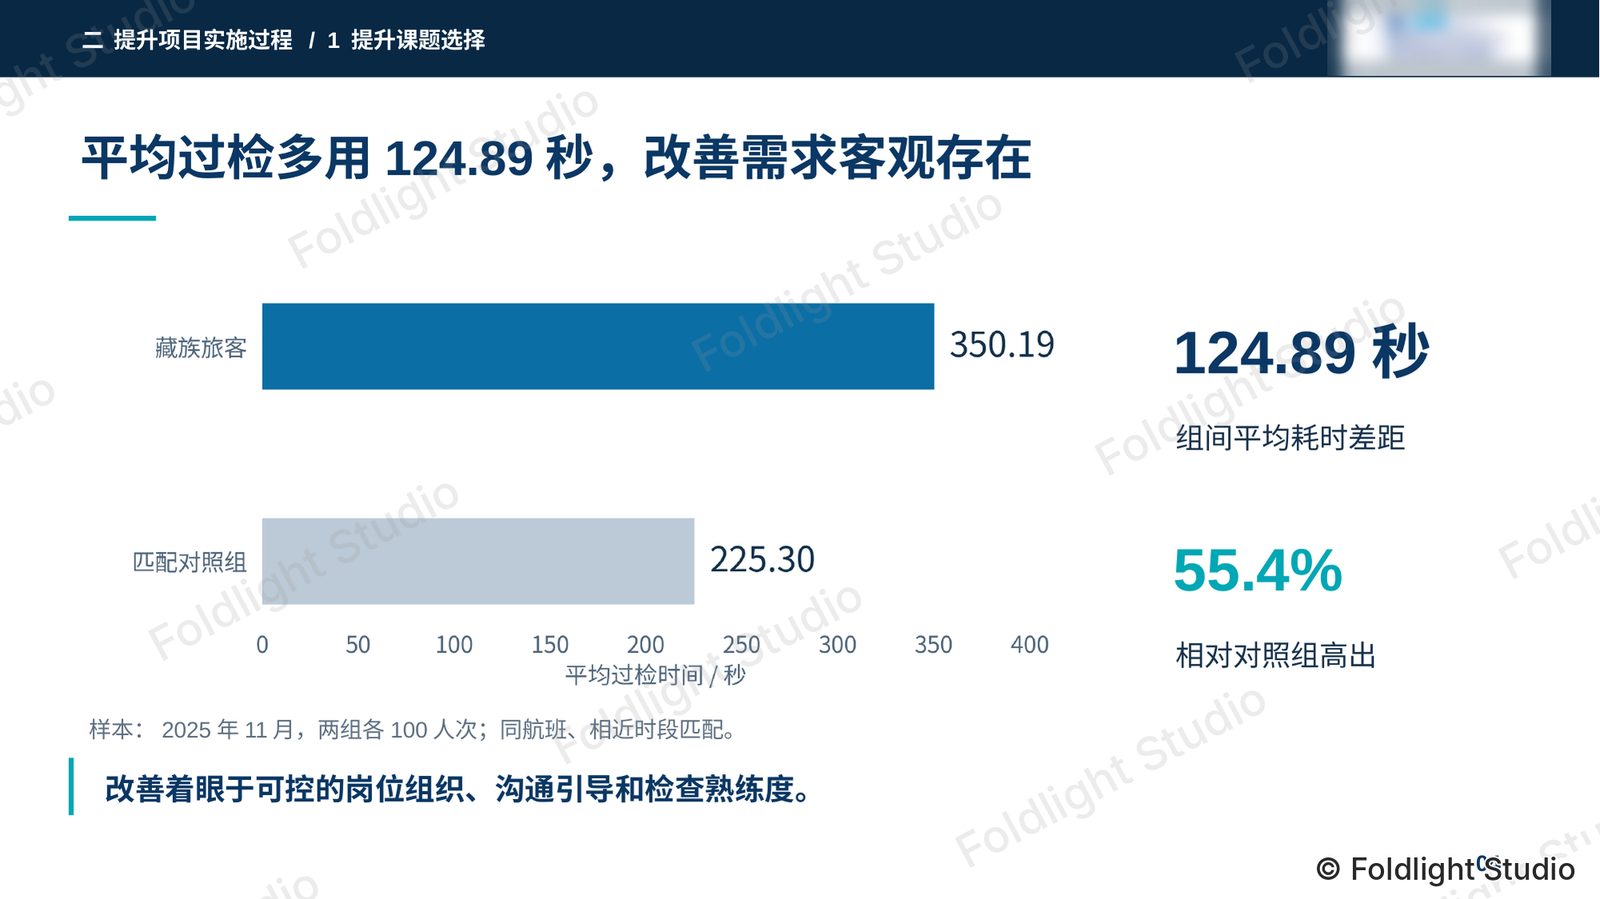 二 提升项目实施过程 / 1 提升课题选择
平均过检多用 124.89 秒，改善需求客观存在
藏族旅客
350.19
124.89 秒
组间平均耗时差距
匹配对照组
225.30
55.4%
相对对照组高出
0 50 100 150 200 250 300 350 400
平均过检时间 / 秒
样本： 2025 年 11 月，两组各 100 人次；同航班、相近时段匹配。
改善着眼于可控的岗位组织、沟通引导和检查熟练度。
© Foldlight Studio
Foldlight Studio